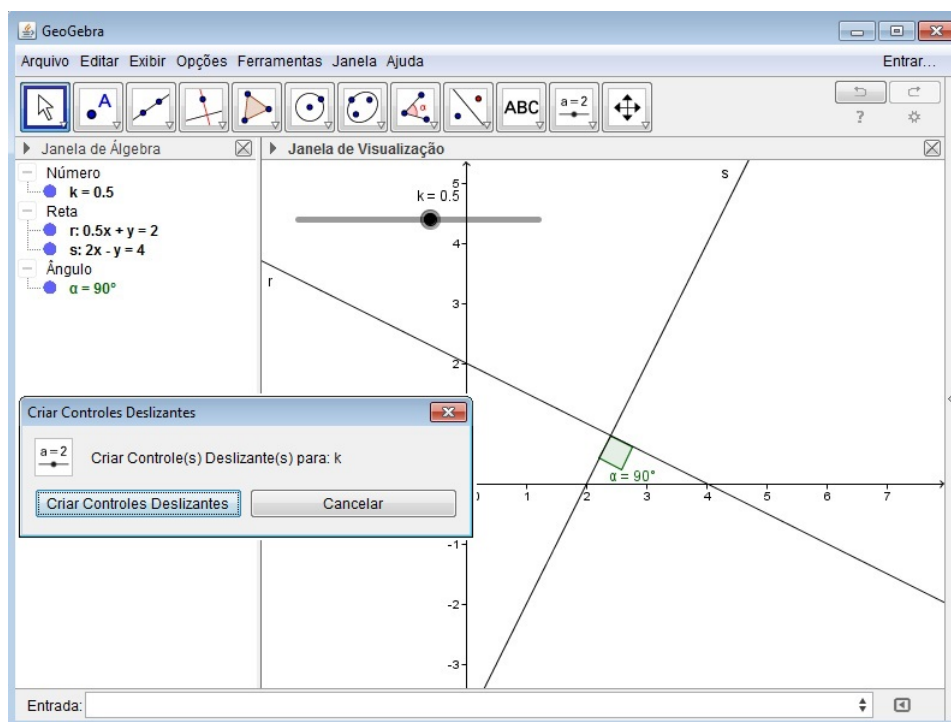 GeoGebra
Arquivo Editar Exibir Opções Ferramentas Janela Ajuda Entrar...
A α ABC a = 2 ?
Janela de Álgebra
Número
k = 0.5
Reta
r: 0.5x + y = 2
s: 2x - y = 4
Ângulo
α = 90°
Janela de Visualização
s
5
k = 0.5
4
r
3
2
α = 90°
0 1 2 3 4 5 6 7
-1
-2
-3
Criar Controles Deslizantes
a = 2
Criar Controle(s) Deslizante(s) para: k
Criar Controles Deslizantes Cancelar
Entrada: